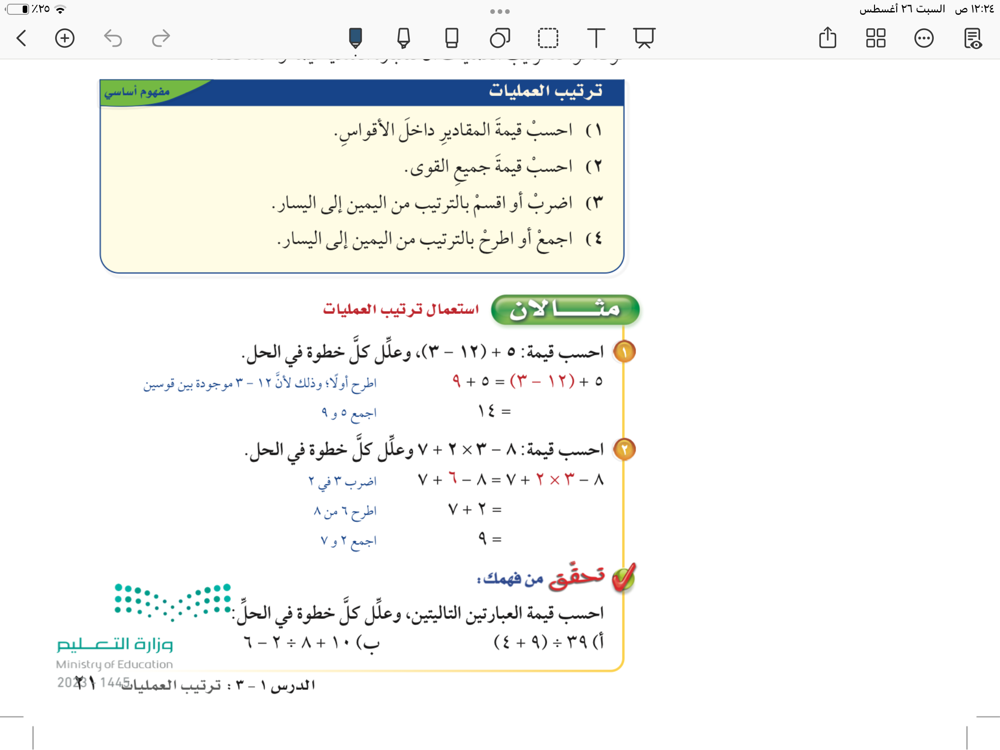 ١٢:٢٤ ص السبت ٢٦ أغسطس
٪٢٥
ترتيب العمليات
مفهوم أساسي
١) احسبْ قيمةَ المقاديرِ داخلَ الأقواسِ.
٢) احسبْ قيمةَ جميعِ القوى.
٣) اضربْ أو اقسمْ بالترتيب من اليمين إلى اليسار.
٤) اجمعْ أو اطرحْ بالترتيب من اليمين إلى اليسار.
مثــــالان استعمال ترتيب العمليات
١ احسب قيمة: ٥ + (١٢ – ٣)، وعلِّل كلَّ خطوة في الحل.
٥ + (١٢ – ٣) = ٥ + ٩ اطرح أولًا؛ وذلك لأنَّ ١٢ – ٣ موجودة بين قوسين
= ١٤ اجمع ٥ و ٩
٢ احسب قيمة: ٨ – ٣ × ٢ + ٧ وعلِّل كلَّ خطوة في الحل.
٨ – ٣ × ٢ + ٧ = ٨ – ٦ + ٧ اضرب ٣ في ٢
= ٢ + ٧ اطرح ٦ من ٨
= ٩ اجمع ٢ و ٧
تحقَّق من فهمك:
احسب قيمة العبارتين التاليتين، وعلِّل كلَّ خطوة في الحلِّ:
أ) ٣٩ ÷ (٩ + ٤) ب) ١٠ + ٨ ÷ ٢ – ٦
وزارة التعـــليم
Ministry of Education
2023 - 1445
الدرس ١ – ٣ : ترتيب العمليات ٢١